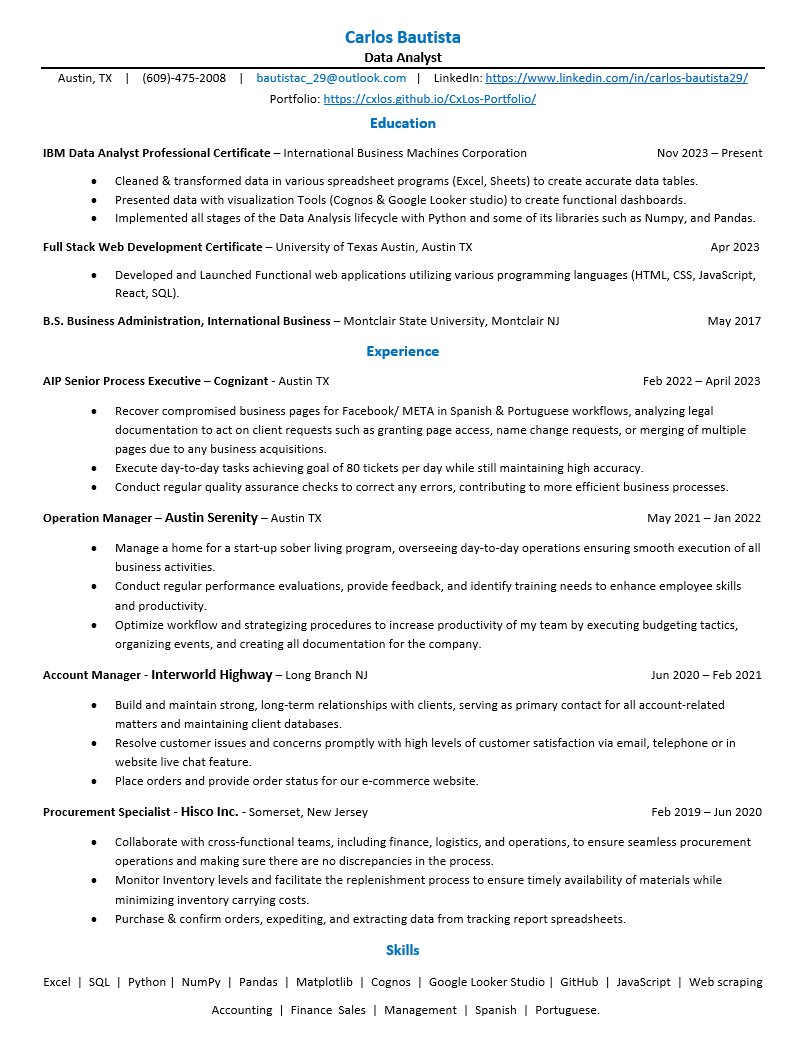 Carlos Bautista
Data Analyst
Austin, TX | (609)-475-2008 | bautistac_29@outlook.com | LinkedIn: https://www.linkedin.com/in/carlos-bautista29/
Portfolio: https://cxlos.github.io/CxLos-Portfolio/
Education
IBM Data Analyst Professional Certificate – International Business Machines Corporation Nov 2023 – Present
• Cleaned & transformed data in various spreadsheet programs (Excel, Sheets) to create accurate data tables.
• Presented data with visualization Tools (Cognos & Google Looker studio) to create functional dashboards.
• Implemented all stages of the Data Analysis lifecycle with Python and some of its libraries such as Numpy, and Pandas.
Full Stack Web Development Certificate – University of Texas Austin, Austin TX Apr 2023
• Developed and Launched Functional web applications utilizing various programming languages (HTML, CSS, JavaScript,
React, SQL).
B.S. Business Administration, International Business – Montclair State University, Montclair NJ May 2017
Experience
AIP Senior Process Executive – Cognizant - Austin TX Feb 2022 – April 2023
• Recover compromised business pages for Facebook/ META in Spanish & Portuguese workflows, analyzing legal
documentation to act on client requests such as granting page access, name change requests, or merging of multiple
pages due to any business acquisitions.
• Execute day-to-day tasks achieving goal of 80 tickets per day while still maintaining high accuracy.
• Conduct regular quality assurance checks to correct any errors, contributing to more efficient business processes.
Operation Manager – Austin Serenity – Austin TX May 2021 – Jan 2022
• Manage a home for a start-up sober living program, overseeing day-to-day operations ensuring smooth execution of all
business activities.
• Conduct regular performance evaluations, provide feedback, and identify training needs to enhance employee skills
and productivity.
• Optimize workflow and strategizing procedures to increase productivity of my team by executing budgeting tactics,
organizing events, and creating all documentation for the company.
Account Manager - Interworld Highway – Long Branch NJ Jun 2020 – Feb 2021
• Build and maintain strong, long-term relationships with clients, serving as primary contact for all account-related
matters and maintaining client databases.
• Resolve customer issues and concerns promptly with high levels of customer satisfaction via email, telephone or in
website live chat feature.
• Place orders and provide order status for our e-commerce website.
Procurement Specialist - Hisco Inc. - Somerset, New Jersey Feb 2019 – Jun 2020
• Collaborate with cross-functional teams, including finance, logistics, and operations, to ensure seamless procurement
operations and making sure there are no discrepancies in the process.
• Monitor Inventory levels and facilitate the replenishment process to ensure timely availability of materials while
minimizing inventory carrying costs.
• Purchase & confirm orders, expediting, and extracting data from tracking report spreadsheets.
Skills
Excel | SQL | Python | NumPy | Pandas | Matplotlib | Cognos | Google Looker Studio | GitHub | JavaScript | Web scraping
Accounting | Finance Sales | Management | Spanish | Portuguese.